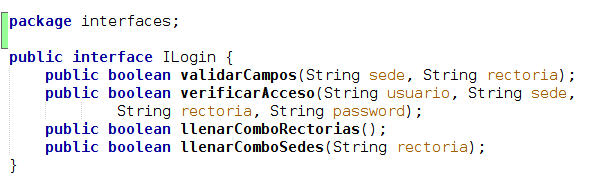 package interfaces;
public interface ILogin {
    public boolean validarCampos(String sede, String rectoria);
    public boolean verificarAcceso(String usuario, String sede,
            String rectoria, String password);
    public boolean llenarComboRectorias();
    public boolean llenarComboSedes(String rectoria);
}